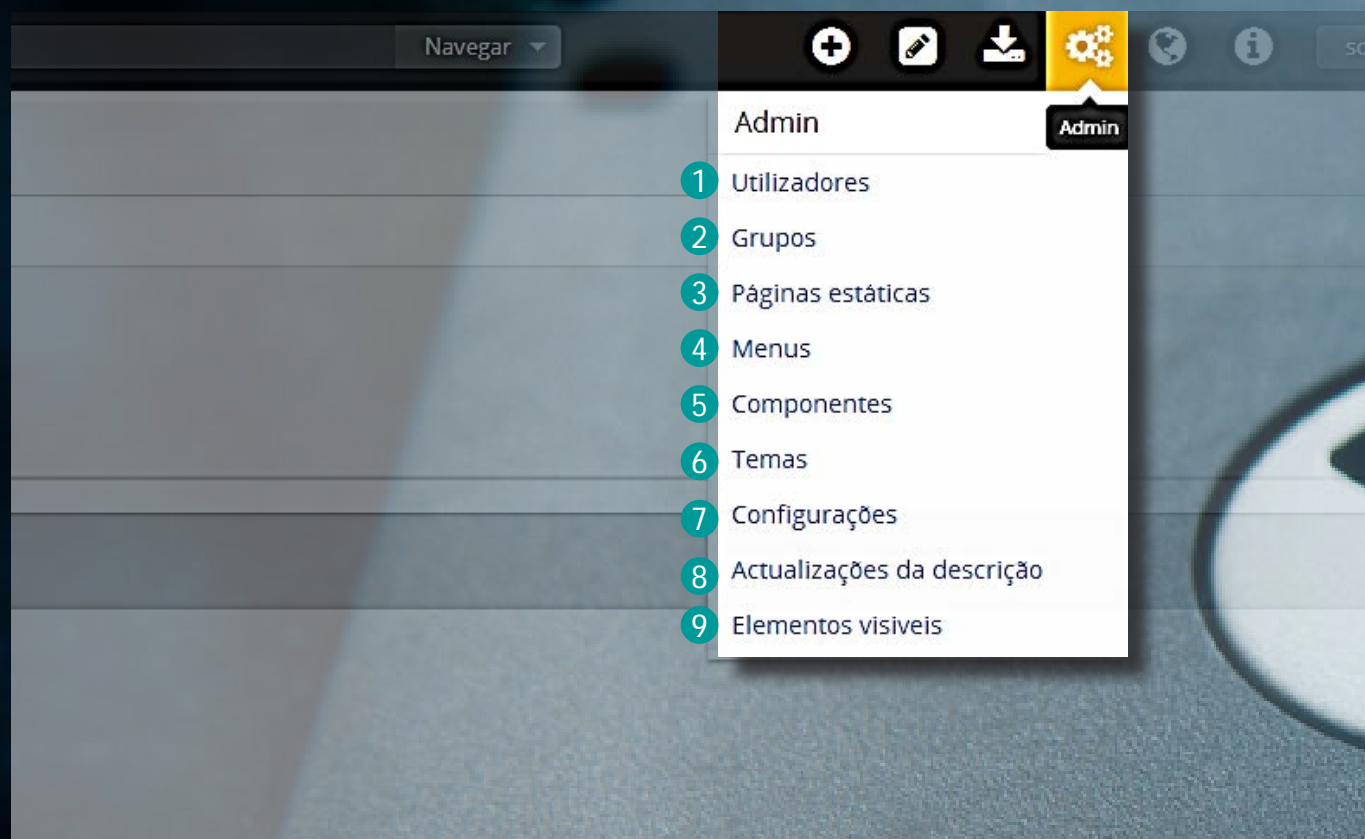 Navegar
Admin
Admin
1 Utilizadores
2 Grupos
3 Páginas estáticas
4 Menus
5 Componentes
6 Temas
7 Configurações
8 Actualizações da descrição
9 Elementos visiveis